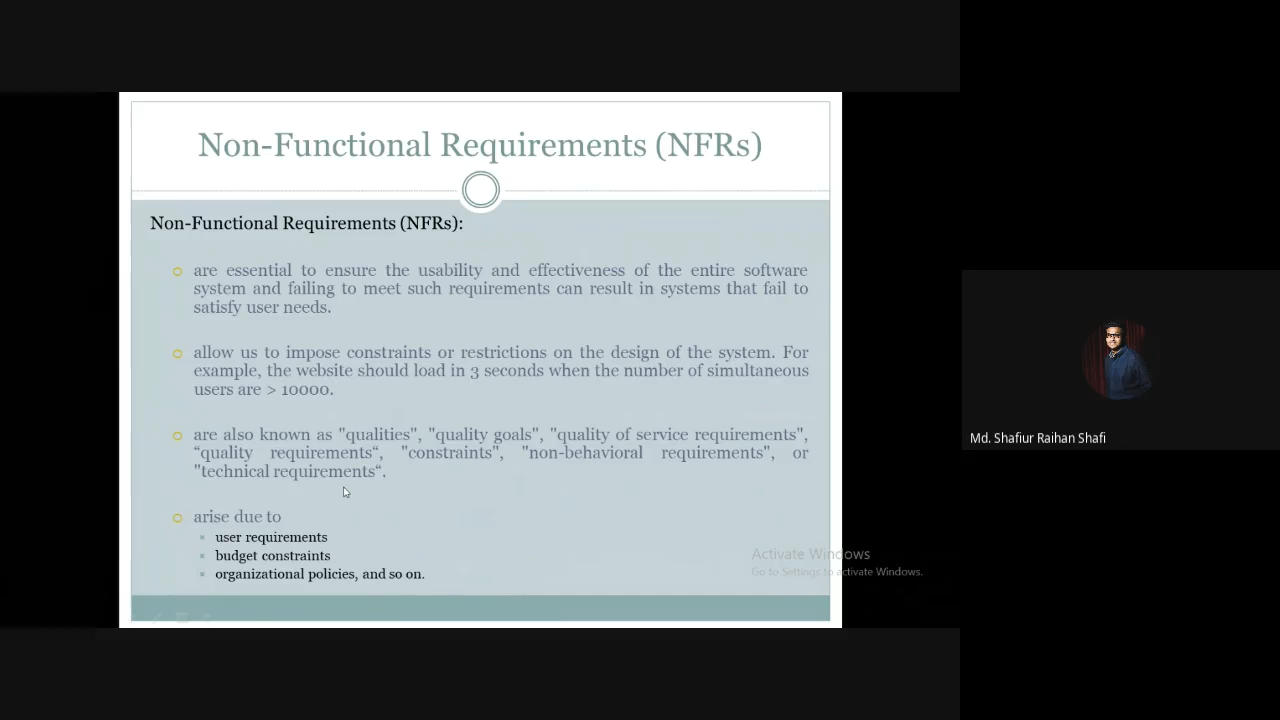 Non-Functional Requirements (NFRs)
Non-Functional Requirements (NFRs):
are essential to ensure the usability and effectiveness of the entire software
system and failing to meet such requirements can result in systems that fail to
satisfy user needs.
allow us to impose constraints or restrictions on the design of the system. For
example, the website should load in 3 seconds when the number of simultaneous
users are > 10000.
are also known as "qualities", "quality goals", "quality of service requirements",
“quality requirements“, "constraints", "non-behavioral requirements", or
"technical requirements“.
arise due to
user requirements
budget constraints
organizational policies, and so on.
Activate Windows
Go to Settings to activate Windows.
Md. Shafiur Raihan Shafi